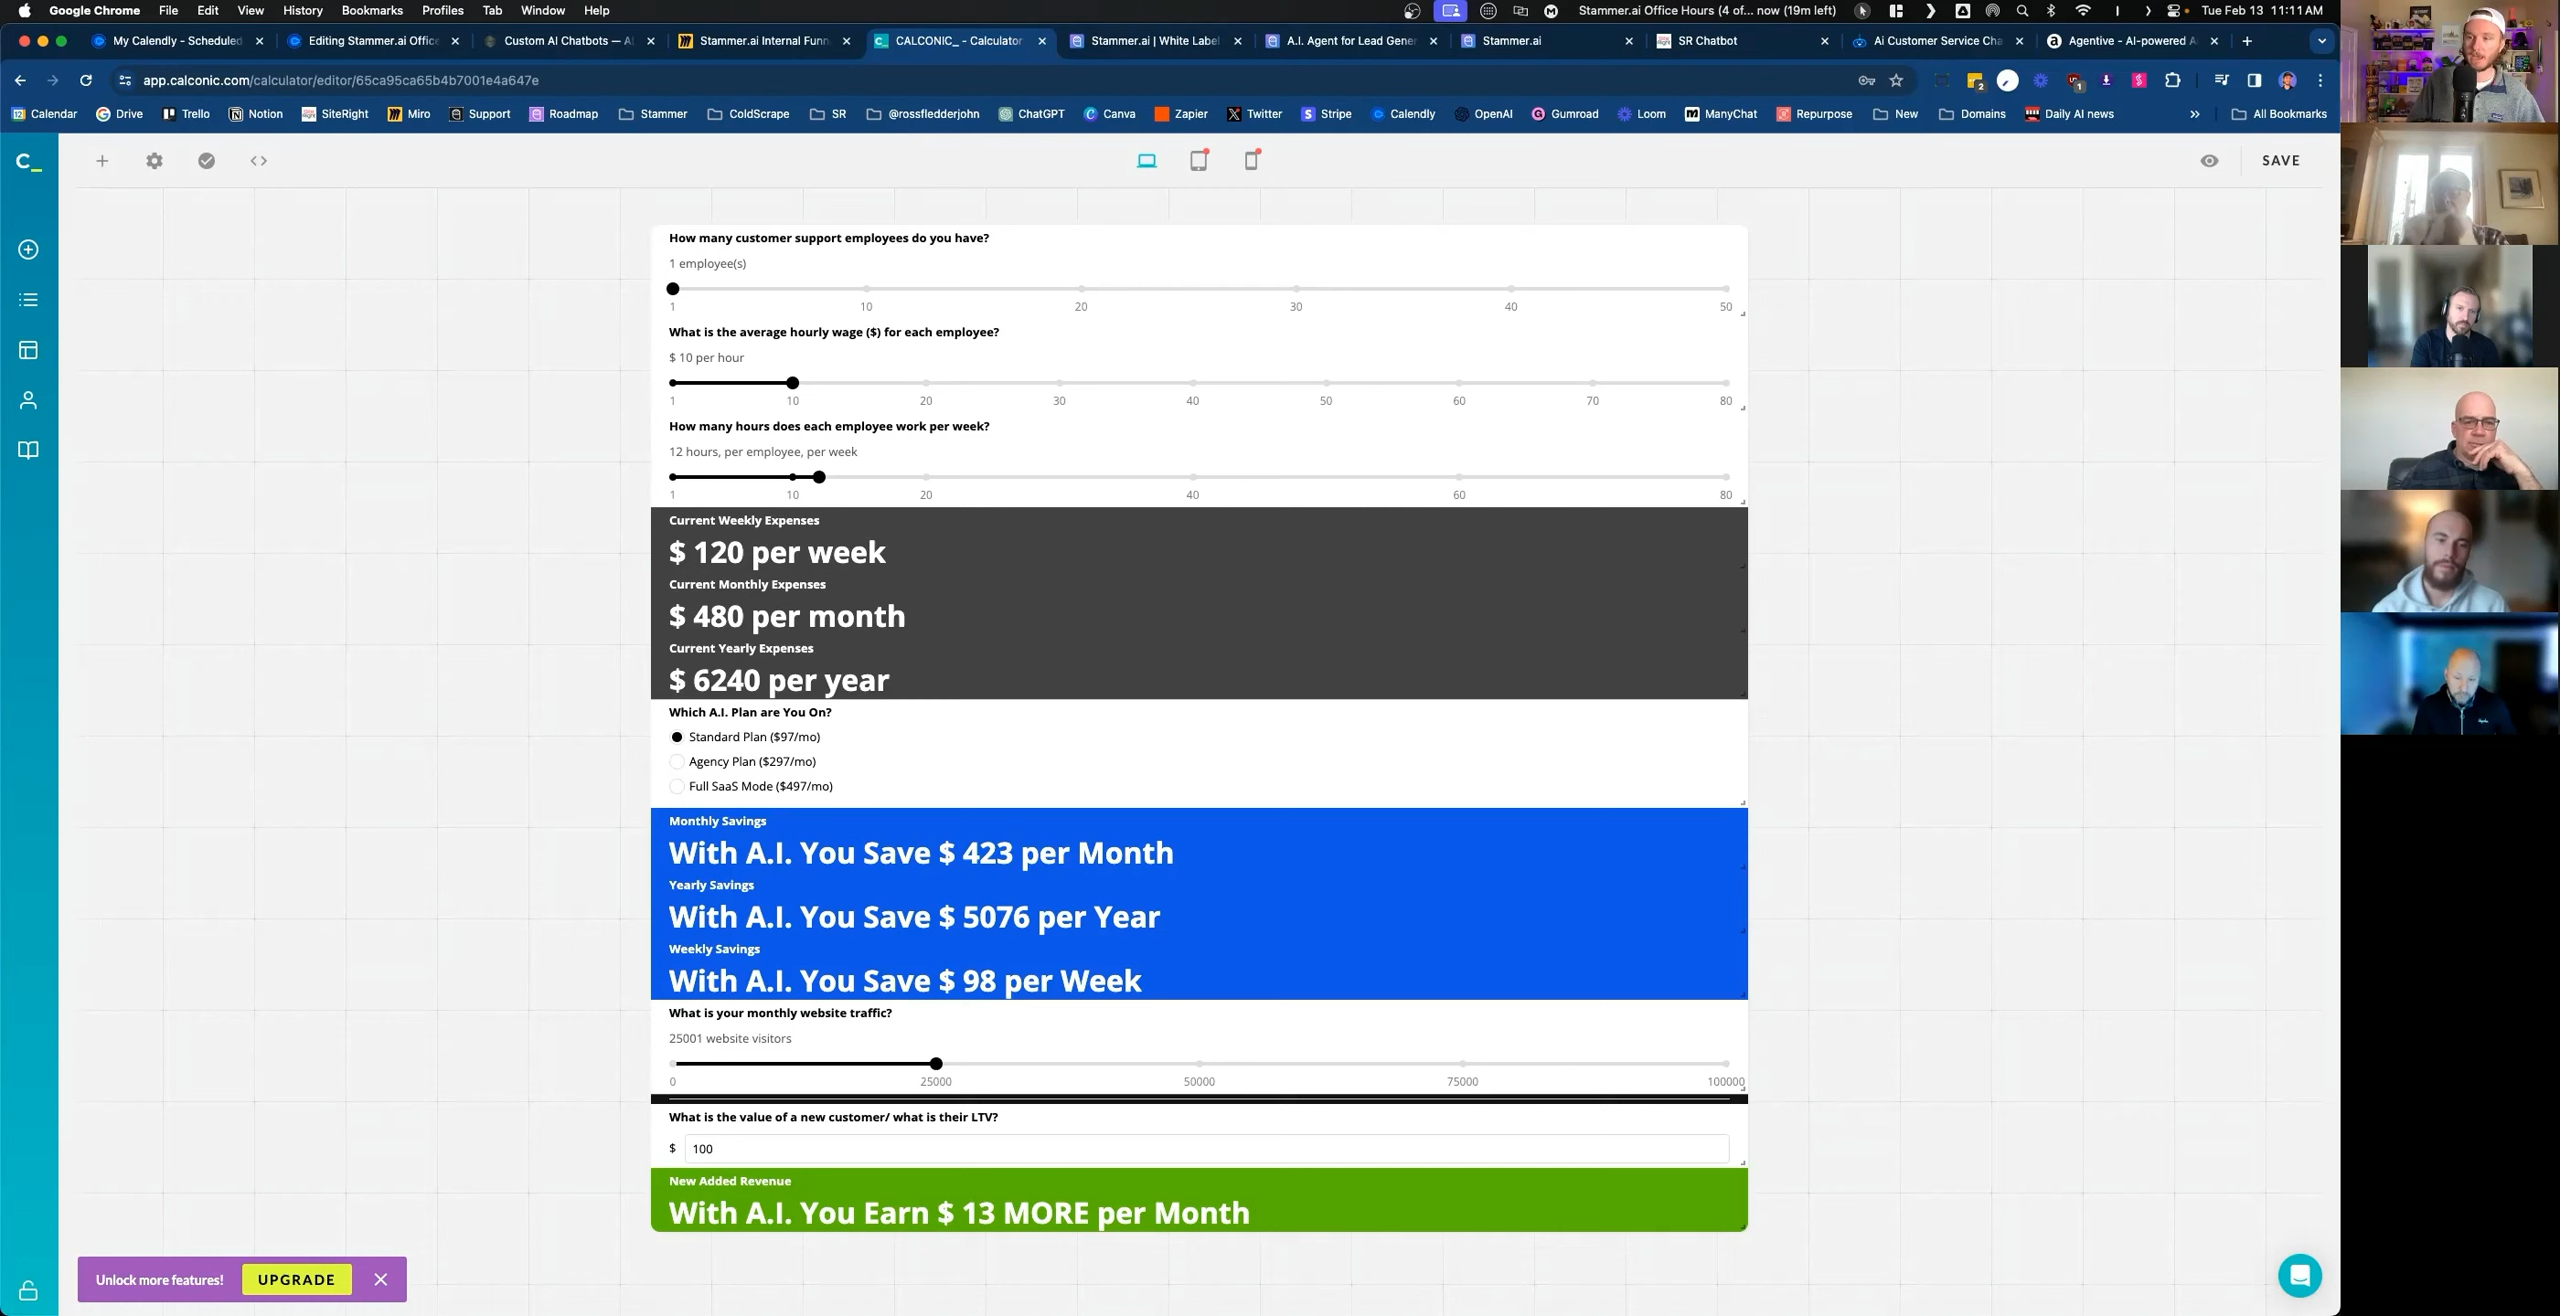 Google Chrome File Edit View History Bookmarks Profiles Tab Window Help
Stammer.ai Office Hours (4 of... now (19m left)
Tue Feb 13 11:11 AM
My Calendly - Scheduled
Editing Stammer.ai Office
Custom AI Chatbots — A
Stammer.ai Internal Funn
CALCONIC_ - Calculator
Stammer.ai | White Label
A.I. Agent for Lead Gener
Stammer.ai
SR Chatbot
Ai Customer Service Cha
Agentive - AI-powered A
app.calconic.com/calculator/editor/65ca95ca65b4b7001e4a647e
Calendar
Drive
Trello
Notion
SiteRight
Miro
Support
Roadmap
Stammer
ColdScrape
SR
@rossfledderjohn
ChatGPT
Canva
Zapier
Twitter
Stripe
Calendly
OpenAI
Gumroad
Loom
ManyChat
Repurpose
New
Domains
Daily AI news
All Bookmarks
C_
SAVE
How many customer support employees do you have?
1 employee(s)
1 10 20 30 40 50
What is the average hourly wage ($) for each employee?
$ 10 per hour
1 10 20 30 40 50 60 70 80
How many hours does each employee work per week?
12 hours, per employee, per week
1 10 20 40 60 80
Current Weekly Expenses
$ 120 per week
Current Monthly Expenses
$ 480 per month
Current Yearly Expenses
$ 6240 per year
Which A.I. Plan are You On?
Standard Plan ($97/mo)
Agency Plan ($297/mo)
Full SaaS Mode ($497/mo)
Monthly Savings
With A.I. You Save $ 423 per Month
Yearly Savings
With A.I. You Save $ 5076 per Year
Weekly Savings
With A.I. You Save $ 98 per Week
What is your monthly website traffic?
25001 website visitors
0 25000 50000 75000 100000
What is the value of a new customer/ what is their LTV?
$ 100
New Added Revenue
With A.I. You Earn $ 13 MORE per Month
Unlock more features! UPGRADE